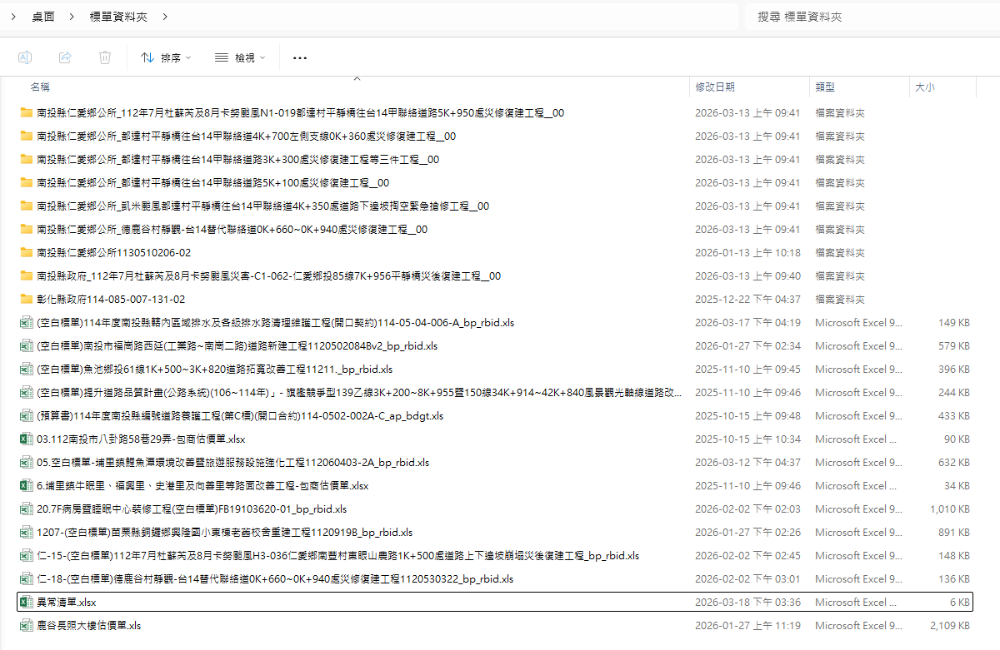 桌面 > 標單資料夾 >
搜尋 標單資料夾
排序 檢視 ...
名稱 修改日期 類型 大小
南投縣仁愛鄉公所_112年7月杜蘇芮及8月卡努颱風N1-019都達村平靜橋往台14甲聯絡道路5K+950處災修復建工程__00 2026-03-13 上午 09:41 檔案資料夾
南投縣仁愛鄉公所_都達村平靜橋往台14甲聯絡道4K+700左側支線0K+360處災修復建工程__00 2026-03-13 上午 09:41 檔案資料夾
南投縣仁愛鄉公所_都達村平靜橋往台14甲聯絡道路3K+300處災修復建工程等三件工程__00 2026-03-13 上午 09:41 檔案資料夾
南投縣仁愛鄉公所_都達村平靜橋往台14甲聯絡道路5K+100處災修復建工程__00 2026-03-13 上午 09:41 檔案資料夾
南投縣仁愛鄉公所_凱米颱風都達村平靜橋往台14甲聯絡道4K+350處道路下邊坡掏空緊急搶修工程__00 2026-03-13 上午 09:41 檔案資料夾
南投縣仁愛鄉公所_德鹿谷村靜觀-台14替代聯絡道0K+660~0K+940處災修復建工程__00 2026-03-13 上午 09:41 檔案資料夾
南投縣仁愛鄉公所1130510206-02 2026-01-13 上午 10:18 檔案資料夾
南投縣政府_112年7月杜蘇芮及8月卡努颱風災害-C1-062-仁愛鄉投85線7K+956平靜橋災後復建工程__00 2026-03-13 上午 09:40 檔案資料夾
彰化縣政府114-085-007-131-02 2025-12-22 下午 04:37 檔案資料夾
(空白標單)114年度南投縣轄內區域排水及各級排水路清理維護工程(開口契約)114-05-04-006-A_bp_rbid.xls 2026-03-17 下午 04:19 Microsoft Excel 9... 149 KB
(空白標單)南投市福崗路西延(工業路~南崗二路)道路新建工程1120502084Bv2_bp_rbid.xls 2026-01-27 下午 02:34 Microsoft Excel 9... 579 KB
(空白標單)魚池鄉投61線1K+500~3K+820道路拓寬改善工程11211._bp_rbid.xls 2025-11-10 上午 09:45 Microsoft Excel 9... 396 KB
(空白標單)提升道路品質計畫(公路系統)(106~114年)」- 旗艦競爭型139乙線3K+200~8K+955暨150線34K+914~42K+840風景觀光軸線道路改... 2025-11-10 上午 09:46 Microsoft Excel 9... 244 KB
(預算書)114年度南投縣編號道路養護工程(第C標)(開口合約)114-0502-002A-C_ap_bdgt.xls 2025-10-15 上午 09:48 Microsoft Excel 9... 433 KB
03.112南投市八卦路58巷29弄-包商估價單.xlsx 2025-10-15 上午 10:34 Microsoft Excel ... 90 KB
05.空白標單-埔里鎮鯉魚潭環境改善暨旅遊服務設施強化工程112060403-2A_bp_rbid.xls 2026-03-12 下午 04:37 Microsoft Excel 9... 632 KB
6.埔里鎮牛眠里、福興里、史港里及向善里等路面改善工程-包商估價單.xlsx 2025-11-10 上午 09:46 Microsoft Excel ... 34 KB
20.7F病房暨睡眠中心裝修工程(空白標單)FB19103620-01_bp_rbid.xls 2026-02-02 下午 02:03 Microsoft Excel 9... 1,010 KB
1207-(空白標單)苗栗縣銅鑼鄉興隆國小東棟老舊校舍重建工程1120919B_bp_rbid.xls 2026-01-27 下午 02:26 Microsoft Excel 9... 891 KB
仁-15-(空白標單)112年7月杜蘇芮及8月卡努颱風H3-036仁愛鄉南豐村東眼山農路1K+500處道路上下邊坡崩塌災後復建工程_bp_rbid.xls 2026-02-02 下午 02:45 Microsoft Excel 9... 148 KB
仁-18-(空白標單)德鹿谷村靜觀-台14替代聯絡道0K+660~0K+940處災修復建工程1120530322_bp_rbid.xls 2026-02-02 下午 03:01 Microsoft Excel 9... 136 KB
異常清單.xlsx 2026-03-18 下午 03:36 Microsoft Excel ... 6 KB
鹿谷長照大樓估價單.xls 2026-01-27 上午 11:19 Microsoft Excel 9... 2,109 KB